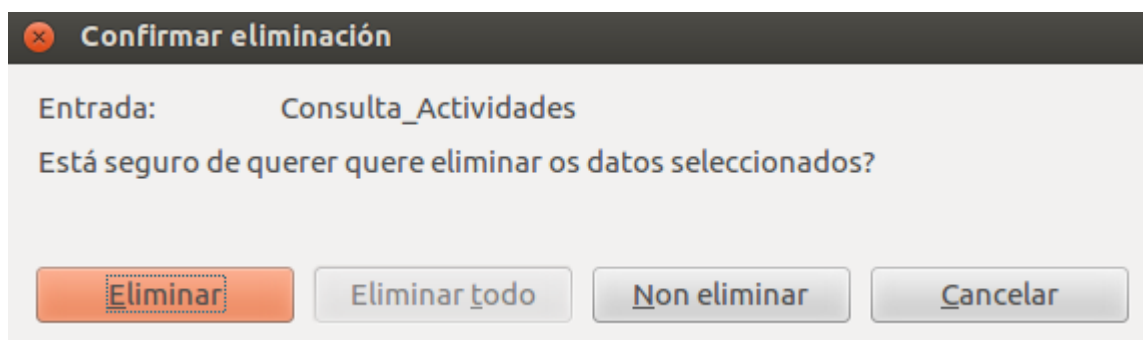 Confirmar eliminación
Entrada: Consulta_Actividades
Está seguro de querer quere eliminar os datos seleccionados?
Eliminar Eliminar todo Non eliminar Cancelar